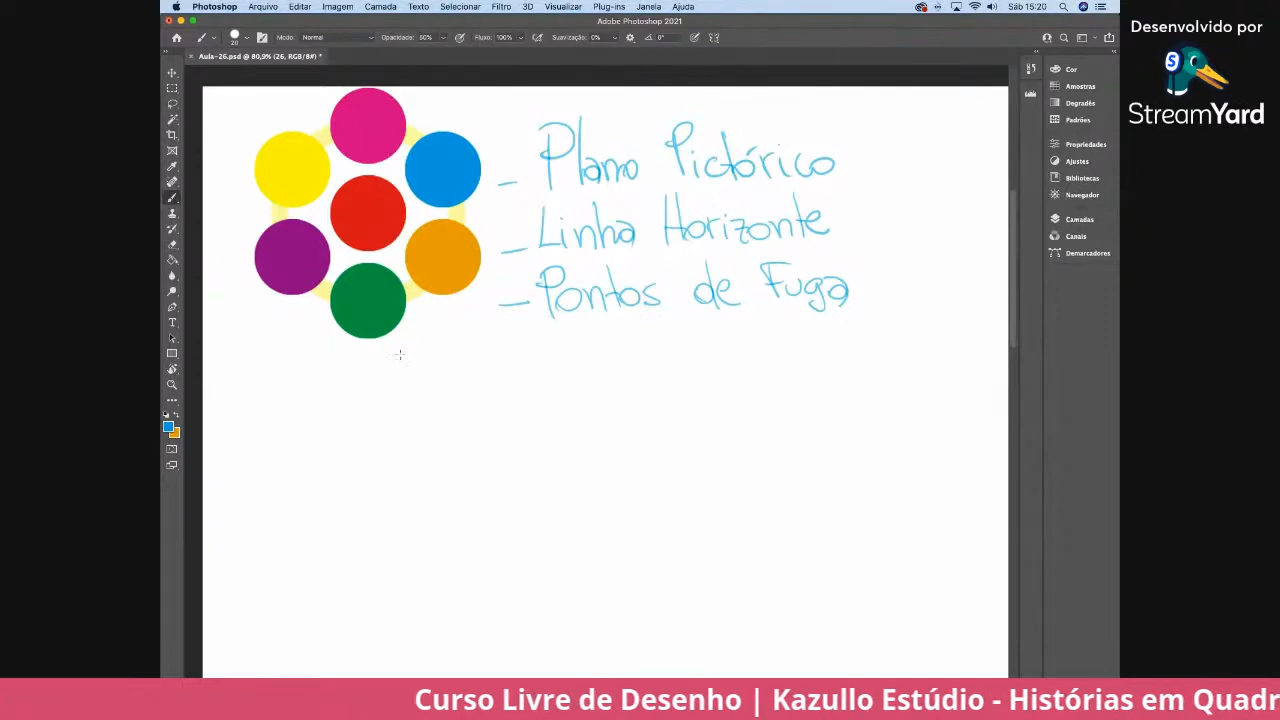 Photoshop Arquivo Editar Imagem Camada Texto Selecionar Filtro 3D Visualizar Plug-ins Janela Ajuda Sáb 15:20
Adobe Photoshop 2021
20 Modo: Normal Opacidade: 50% Fluxo: 100% Suavização: 0% 0°
Aula-26.psd @ 80,9% (26, RGB/8#) *
Desenvolvido por
StreamYard
Cor
Amostras
Degradês
Padrões
Propriedades
Ajustes
Bibliotecas
Navegador
Camadas
Canais
Demarcadores
_ Plano Pictórico
_ Linha Horizonte
_ Pontos de Fuga
Curso Livre de Desenho | Kazullo Estúdio - Histórias em Quadr